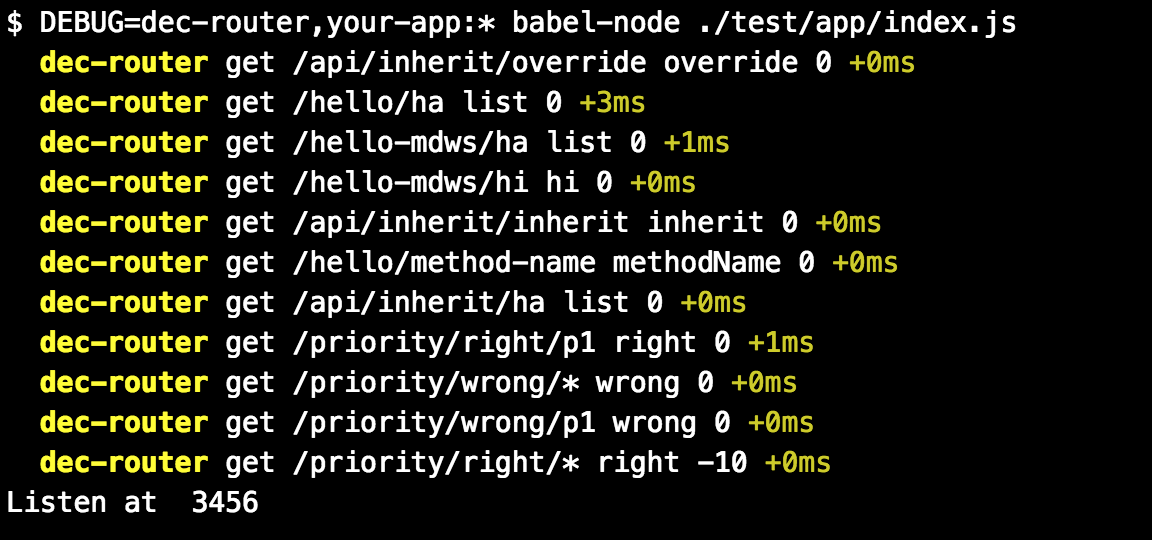 $ DEBUG=dec-router,your-app:* babel-node ./test/app/index.js
dec-router get /api/inherit/override override 0 +0ms
dec-router get /hello/ha list 0 +3ms
dec-router get /hello-mdws/ha list 0 +1ms
dec-router get /hello-mdws/hi hi 0 +0ms
dec-router get /api/inherit/inherit inherit 0 +0ms
dec-router get /hello/method-name methodName 0 +0ms
dec-router get /api/inherit/ha list 0 +0ms
dec-router get /priority/right/p1 right 0 +1ms
dec-router get /priority/wrong/* wrong 0 +0ms
dec-router get /priority/wrong/p1 wrong 0 +0ms
dec-router get /priority/right/* right -10 +0ms
Listen at  3456